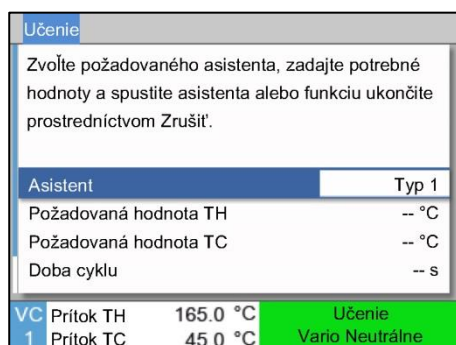 Učenie
Zvoľte požadovaného asistenta, zadajte potrebné
hodnoty a spustite asistenta alebo funkciu ukončite
prostredníctvom Zrušiť.
Asistent Typ 1
Požadovaná hodnota TH -- °C
Požadovaná hodnota TC -- °C
Doba cyklu -- s
VC Prítok TH 165.0 °C Učenie
1 Prítok TC 45.0 °C Vario Neutrálne